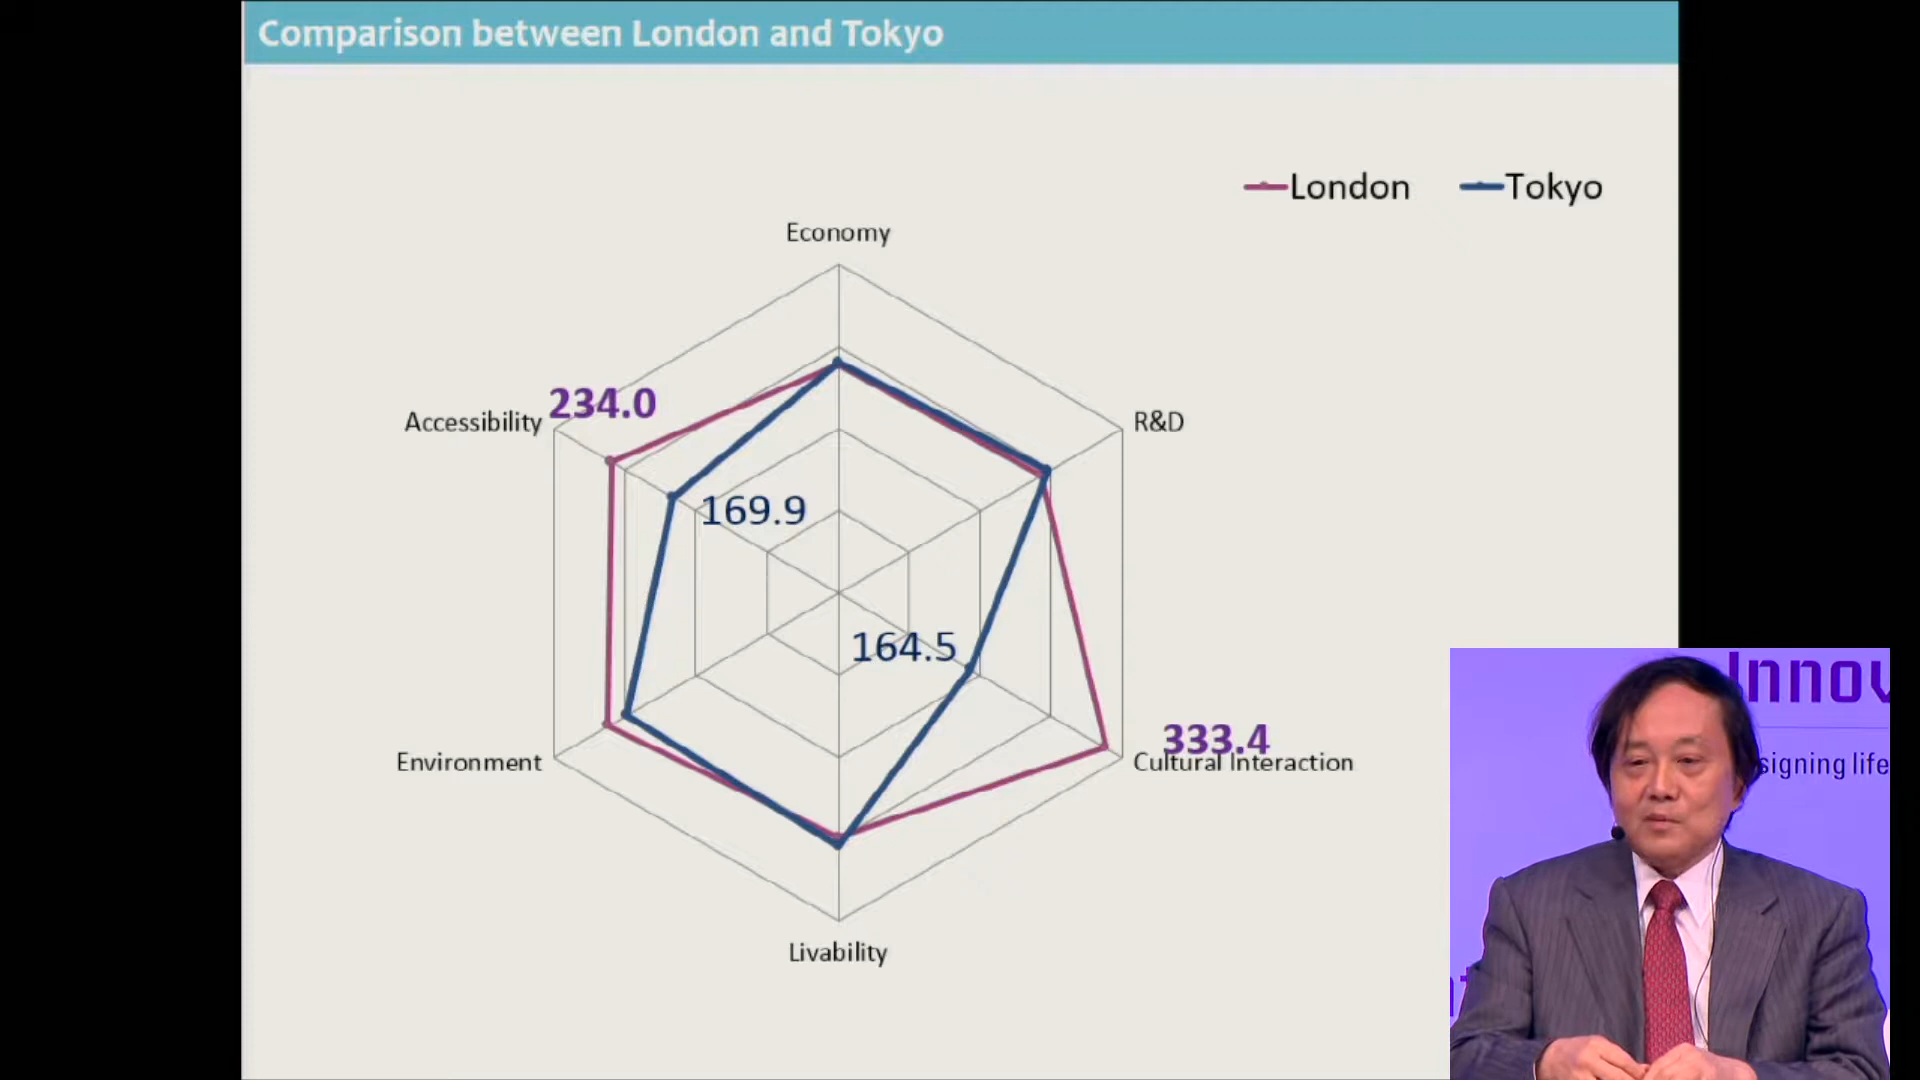 Comparison between London and Tokyo
London
Tokyo
Economy
234.0
Accessibility
R&D
169.9
164.5
333.4
Environment
Cultural Interaction
Livability
Innov
signing life